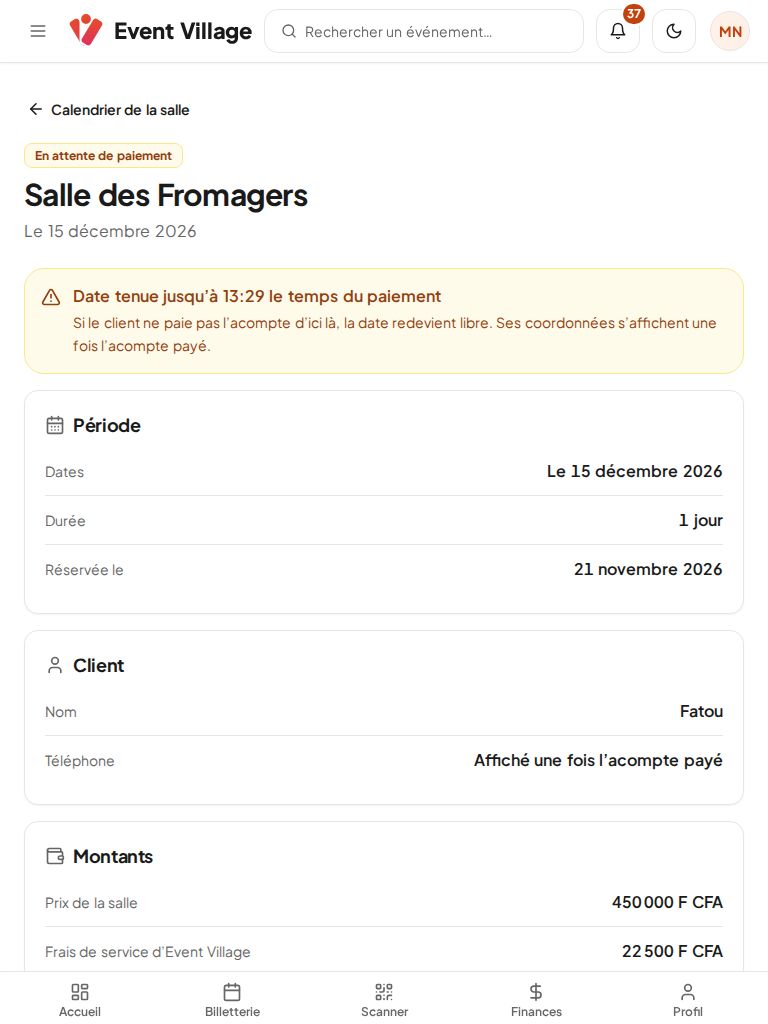 Event Village
Rechercher un événement...
37
MN
Calendrier de la salle
En attente de paiement
Salle des Fromagers
Le 15 décembre 2026
Date tenue jusqu’à 13:29 le temps du paiement
Si le client ne paie pas l’acompte d’ici là, la date redevient libre. Ses coordonnées s’affichent une
fois l’acompte payé.
Période
Dates
Le 15 décembre 2026
Durée
1 jour
Réservée le
21 novembre 2026
Client
Nom
Fatou
Téléphone
Affiché une fois l’acompte payé
Montants
Prix de la salle
450 000 F CFA
Frais de service d’Event Village
22 500 F CFA
Accueil
Billetterie
Scanner
Finances
Profil